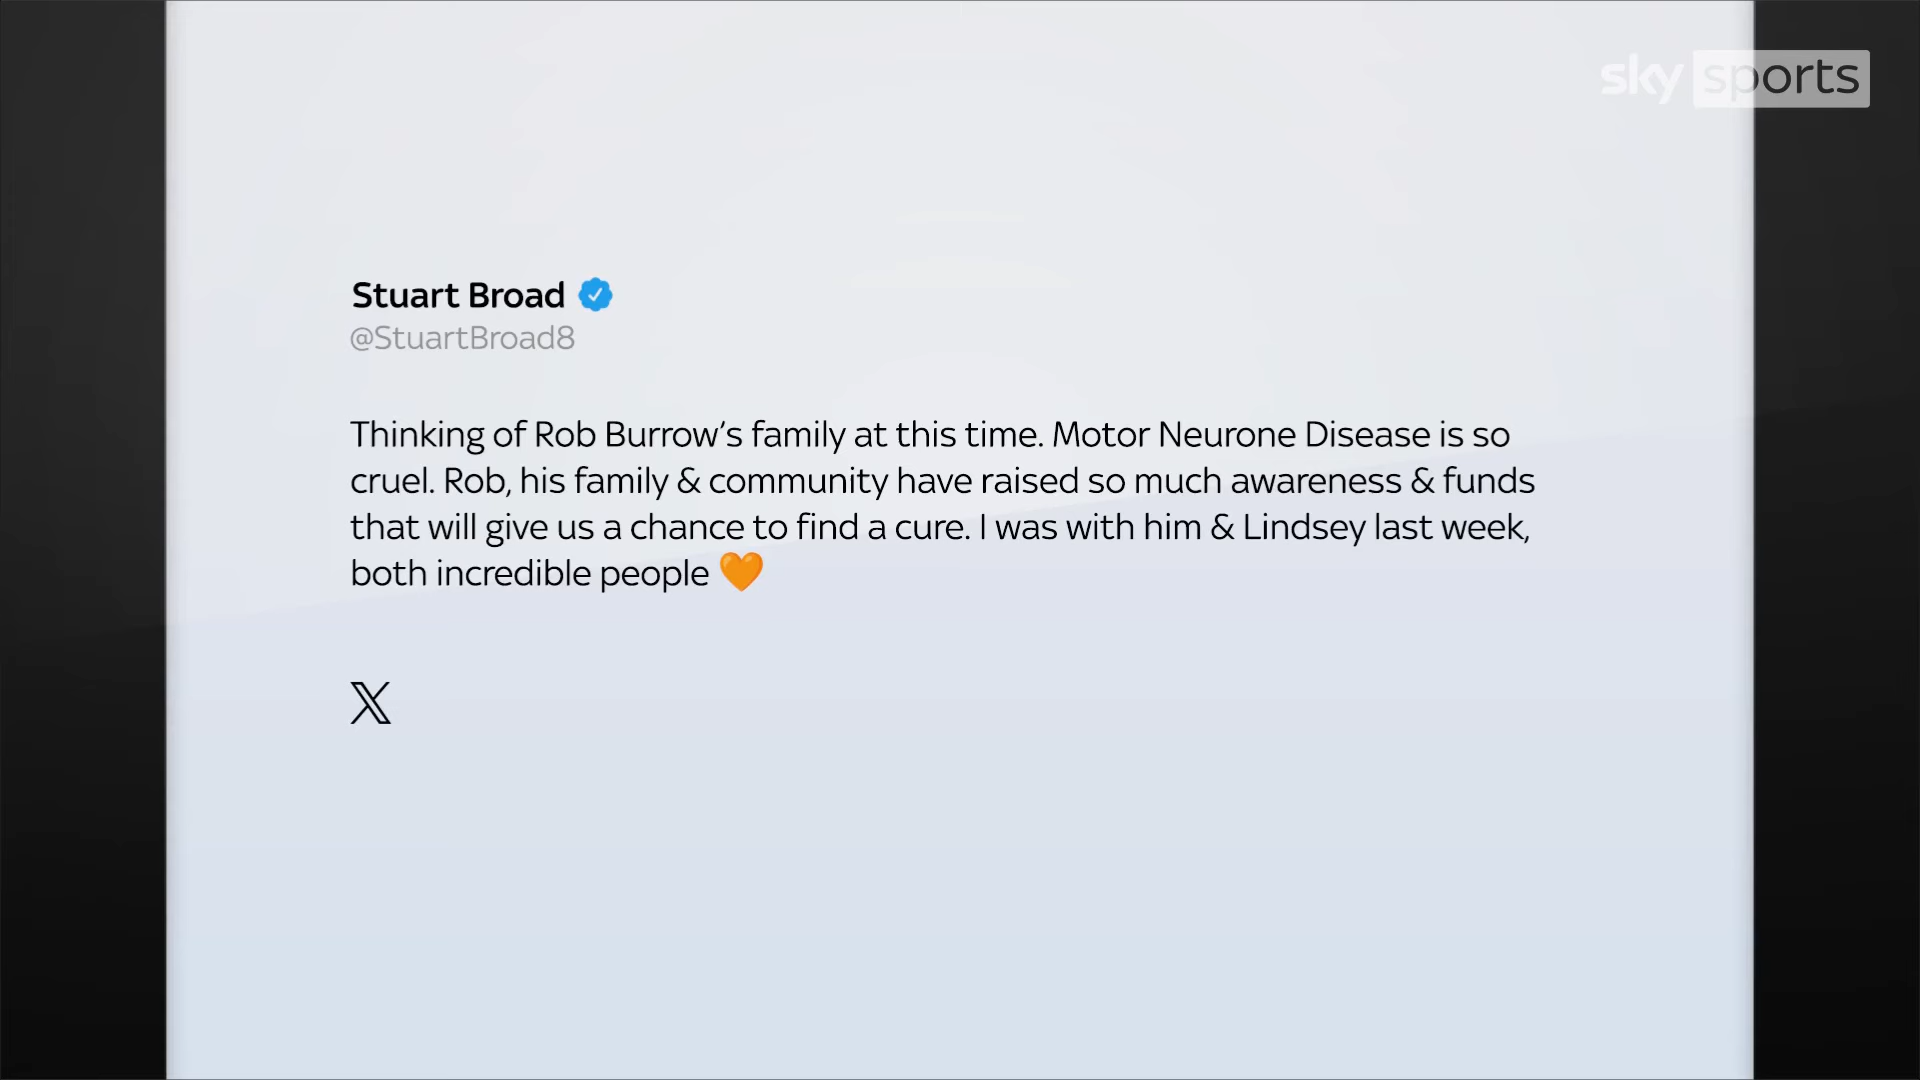 sky sports
Stuart Broad
@StuartBroad8
Thinking of Rob Burrow’s family at this time. Motor Neurone Disease is so
cruel. Rob, his family & community have raised so much awareness & funds
that will give us a chance to find a cure. I was with him & Lindsey last week,
both incredible people 🧡
X